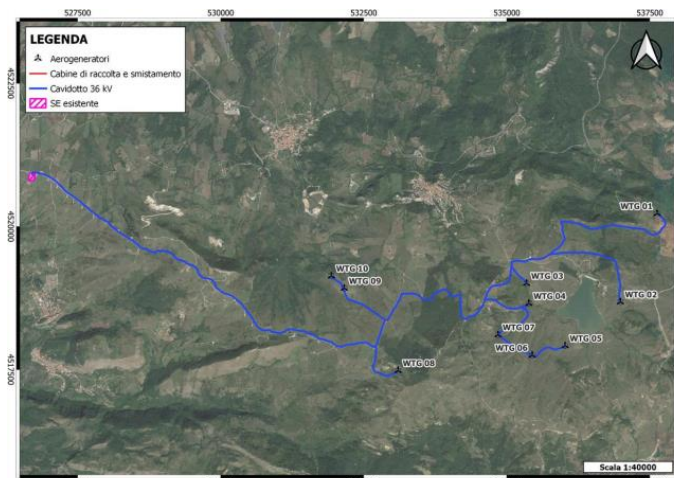 527500 530000 532500 535000 537500
LEGENDA
Aerogeneratori
Cabine di raccolta e smistamento
Cavidotto 36 kV
SE esistente
4522500
WTG 01
4520000
WTG 10
WTG 09
WTG 03
WTG 04
WTG 02
WTG 07
WTG 05
WTG 06
WTG 08
4517500
Scala 1:40000